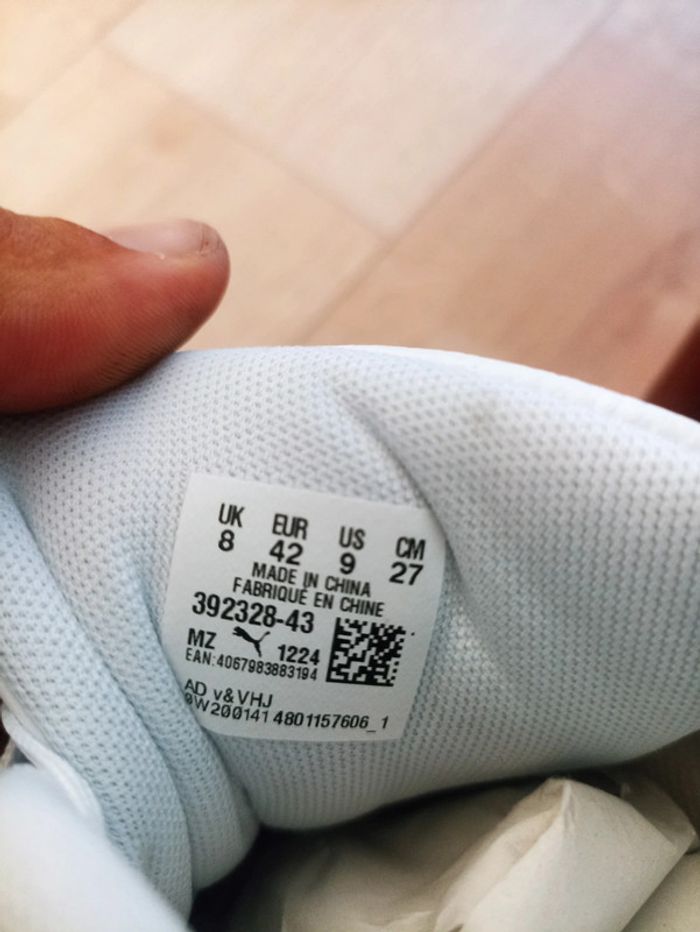 UK EUR US CM
8 42 9 27
MADE IN CHINA
FABRIQUÉ EN CHINE
392328-43
MZ 1224
EAN:4067983883194
AD v&VHJ
0W200141 4801157606_1